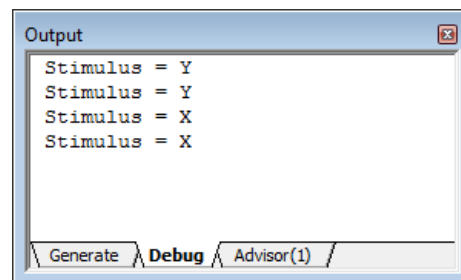 Output
Stimulus = Y
Stimulus = Y
Stimulus = X
Stimulus = X
Generate Debug Advisor(1)